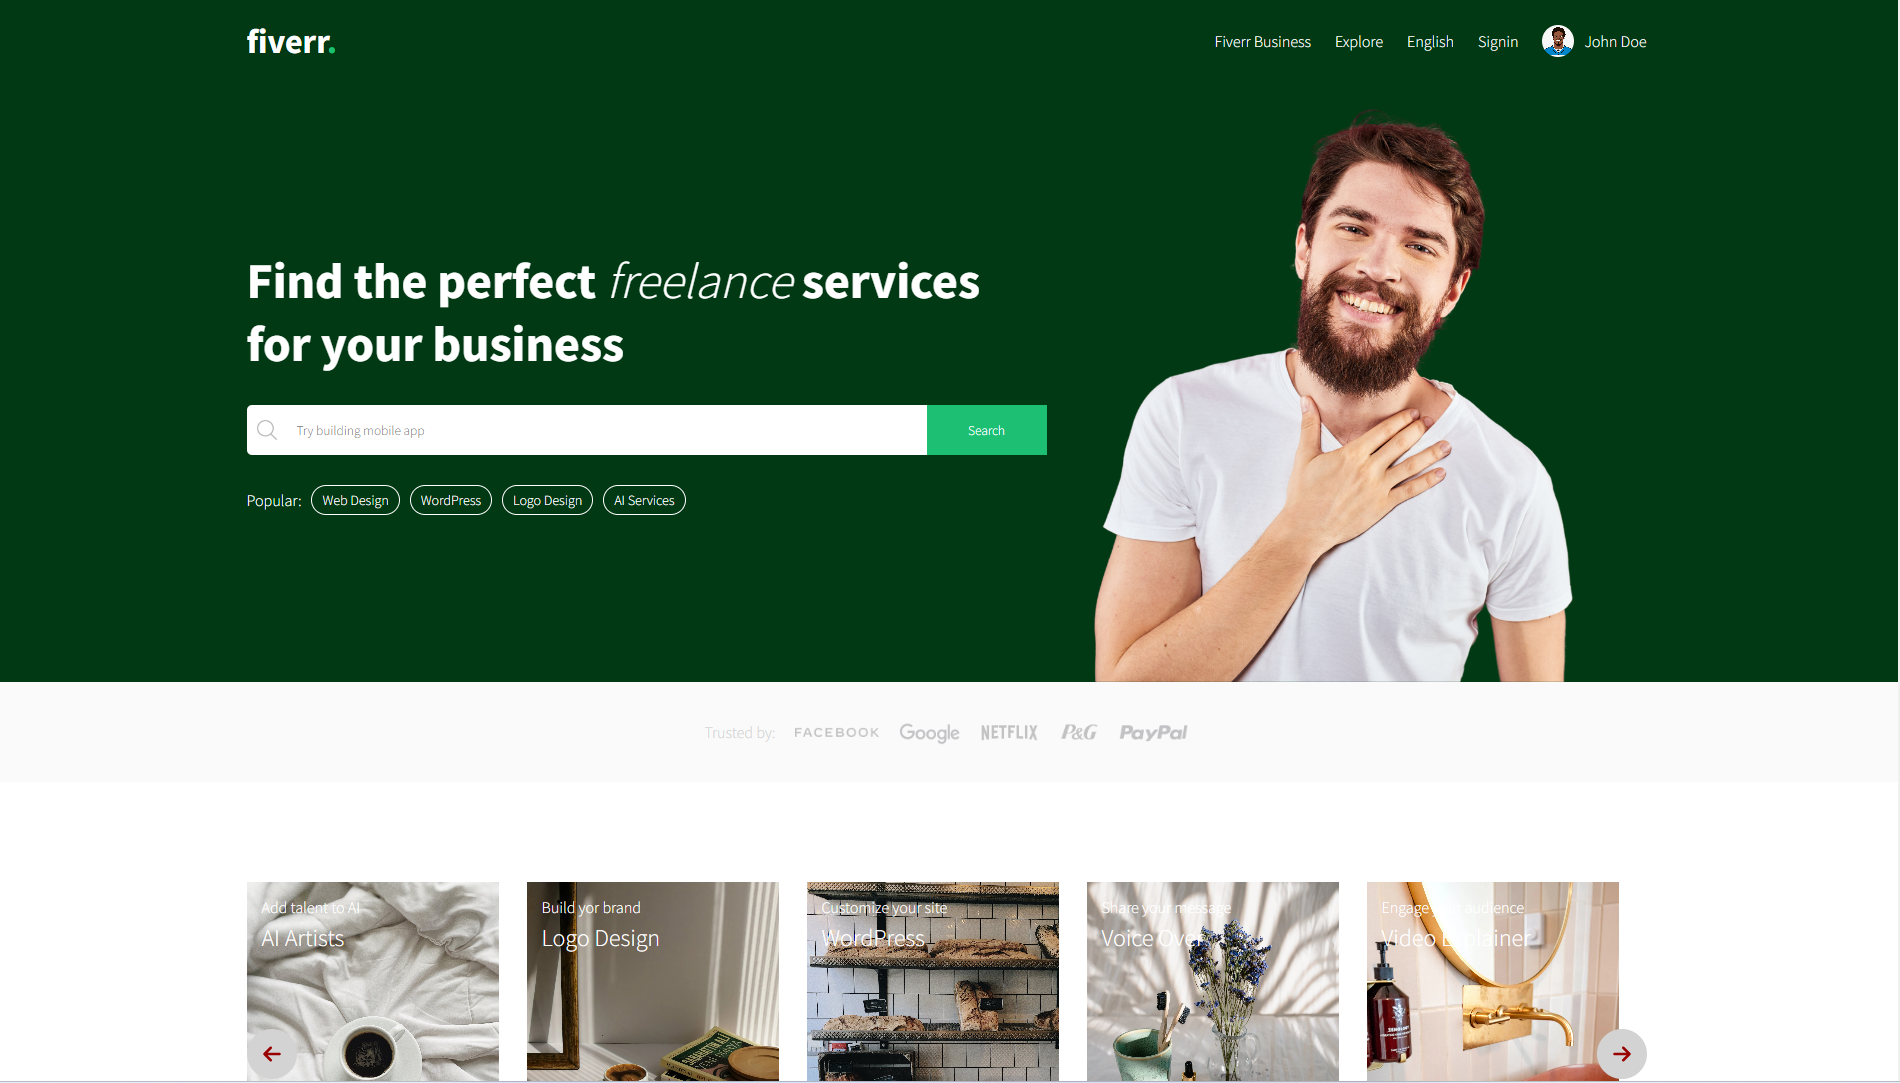 fiverr.
Fiverr Business
Explore
English
Signin
John Doe
Find the perfect freelance services
for your business
Try building mobile app
Search
Popular:
Web Design
WordPress
Logo Design
AI Services
Trusted by:
FACEBOOK
Google
NETFLIX
P&G
PayPal
Add talent to AI
AI Artists
Build yor brand
Logo Design
Customize your site
WordPress
Share your message
Voice Over
Engage your audience
Video Explainer